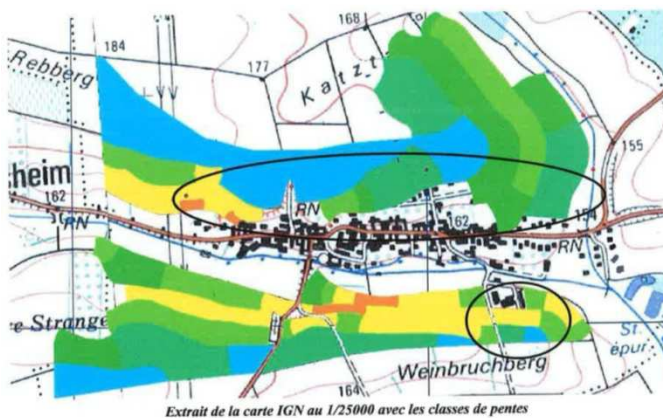 168
184
177
Rebberg
Katzt
155
heim
162
RN
162
154
RN
RN
e Strange
St.
épur
Weinbruchberg
164
Extrait de la carte IGN au 1/25000 avec les classes de pentes